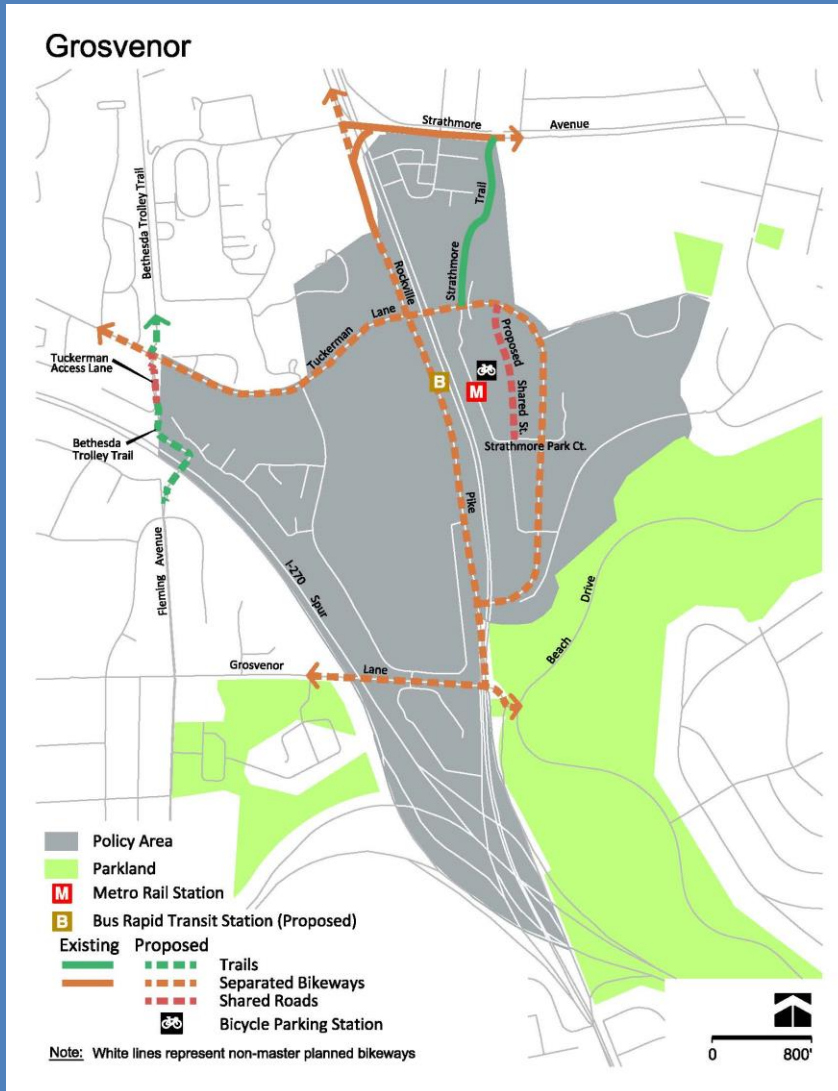 Grosvenor
Strathmore
Avenue
Bethesda Trolley Trail
Trail
Strathmore
Rockville
Lane
Tuckerman
Proposed
Shared St.
Tuckerman
Access Lane
B
M
Strathmore Park Ct.
Bethesda
Trolley Trail
Pike
Fleming Avenue
I-270 Spur
Beach Drive
Grosvenor
Lane
Policy Area
Parkland
M Metro Rail Station
B Bus Rapid Transit Station (Proposed)
Existing Proposed
Trails
Separated Bikeways
Shared Roads
Bicycle Parking Station
Note: White lines represent non-master planned bikeways
0 800'